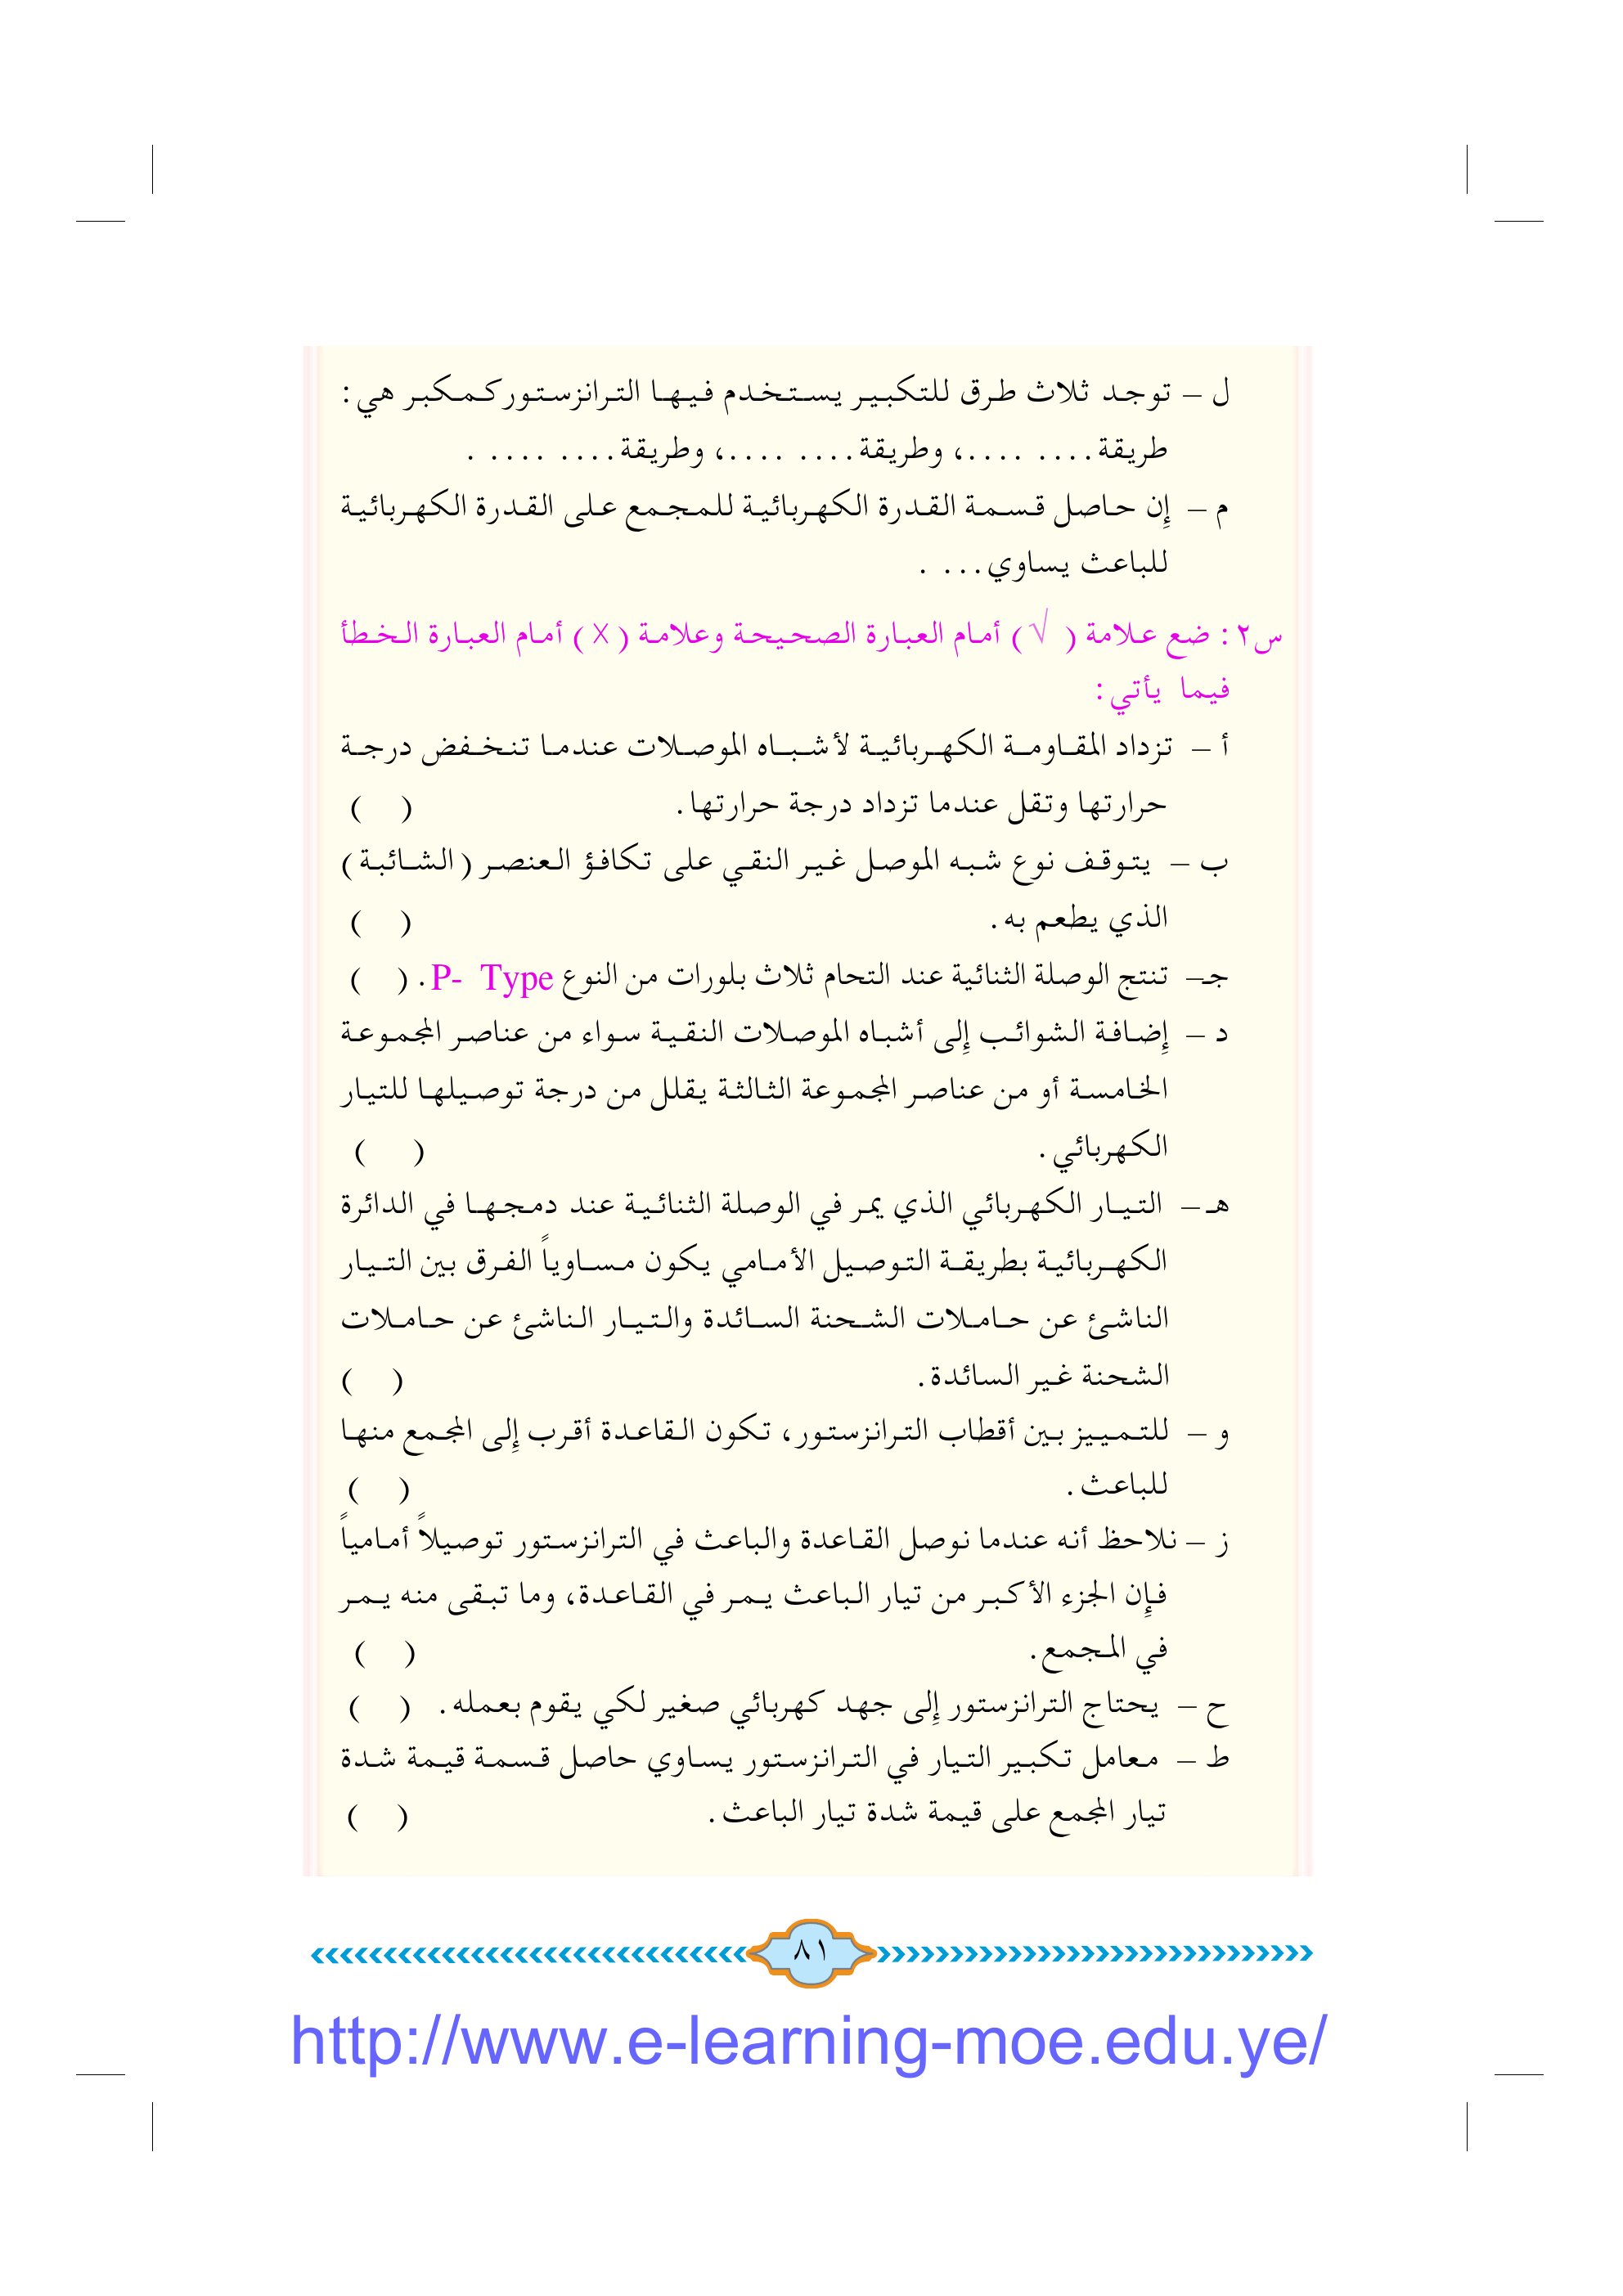 ل – توجد ثلاث طرق للتكبير يستخدم فيها الترانزستور كمكبر هي:
طريقة.... ....، وطريقة.... ....، وطريقة.... .... .
م – إن حاصل قسمة القدرة الكهربائية للمجمع على القدرة الكهربائية
للباعث يساوي... .
س٢: ضع علامة (√) أمام العبارة الصحيحة وعلامة (X) أمام العبارة الخطأ
فيما يأتي:
أ – تزداد المقاومة الكهربائية لأشباه الموصلات عندما تنخفض درجة
حرارتها وتقل عندما تزداد درجة حرارتها. ( )
ب – يتوقف نوع شبه الموصل غير النقي على تكافؤ العنصر (الشائبة)
الذي يطعم به. ( )
جـ– تنتج الوصلة الثنائية عند التحام ثلاث بلورات من النوع P- Type. ( )
د – إضافة الشوائب إلى أشباه الموصلات النقية سواء من عناصر المجموعة
الخامسة أو من عناصر المجموعة الثالثة يقلل من درجة توصيلها للتيار
الكهربائي. ( )
هـ – التيار الكهربائي الذي يمر في الوصلة الثنائية عند دمجها في الدائرة
الكهربائية بطريقة التوصيل الأمامي يكون مساوياً الفرق بين التيار
الناشئ عن حاملات الشحنة السائدة والتيار الناشئ عن حاملات
الشحنة غير السائدة. ( )
و – للتمييز بين أقطاب الترانزستور، تكون القاعدة أقرب إلى المجمع منها
للباعث. ( )
ز – نلاحظ أنه عندما نوصل القاعدة والباعث في الترانزستور توصيلاً أمامياً
فإن الجزء الأكبر من تيار الباعث يمر في القاعدة، وما تبقى منه يمر
في المجمع. ( )
ح – يحتاج الترانزستور إلى جهد كهربائي صغير لكي يقوم بعمله. ( )
ط – معامل تكبير التيار في الترانزستور يساوي حاصل قسمة قيمة شدة
تيار المجمع على قيمة شدة تيار الباعث. ( )
٨١
http://www.e-learning-moe.edu.ye/